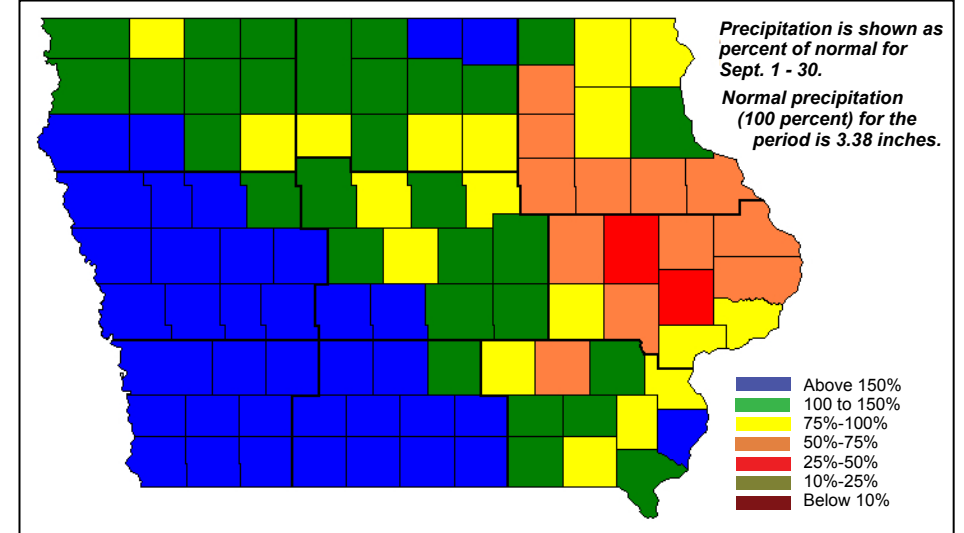 Precipitation is shown as
percent of normal for
Sept. 1 - 30.
Normal precipitation
(100 percent) for the
period is 3.38 inches.
Above 150%
100 to 150%
75%-100%
50%-75%
25%-50%
10%-25%
Below 10%